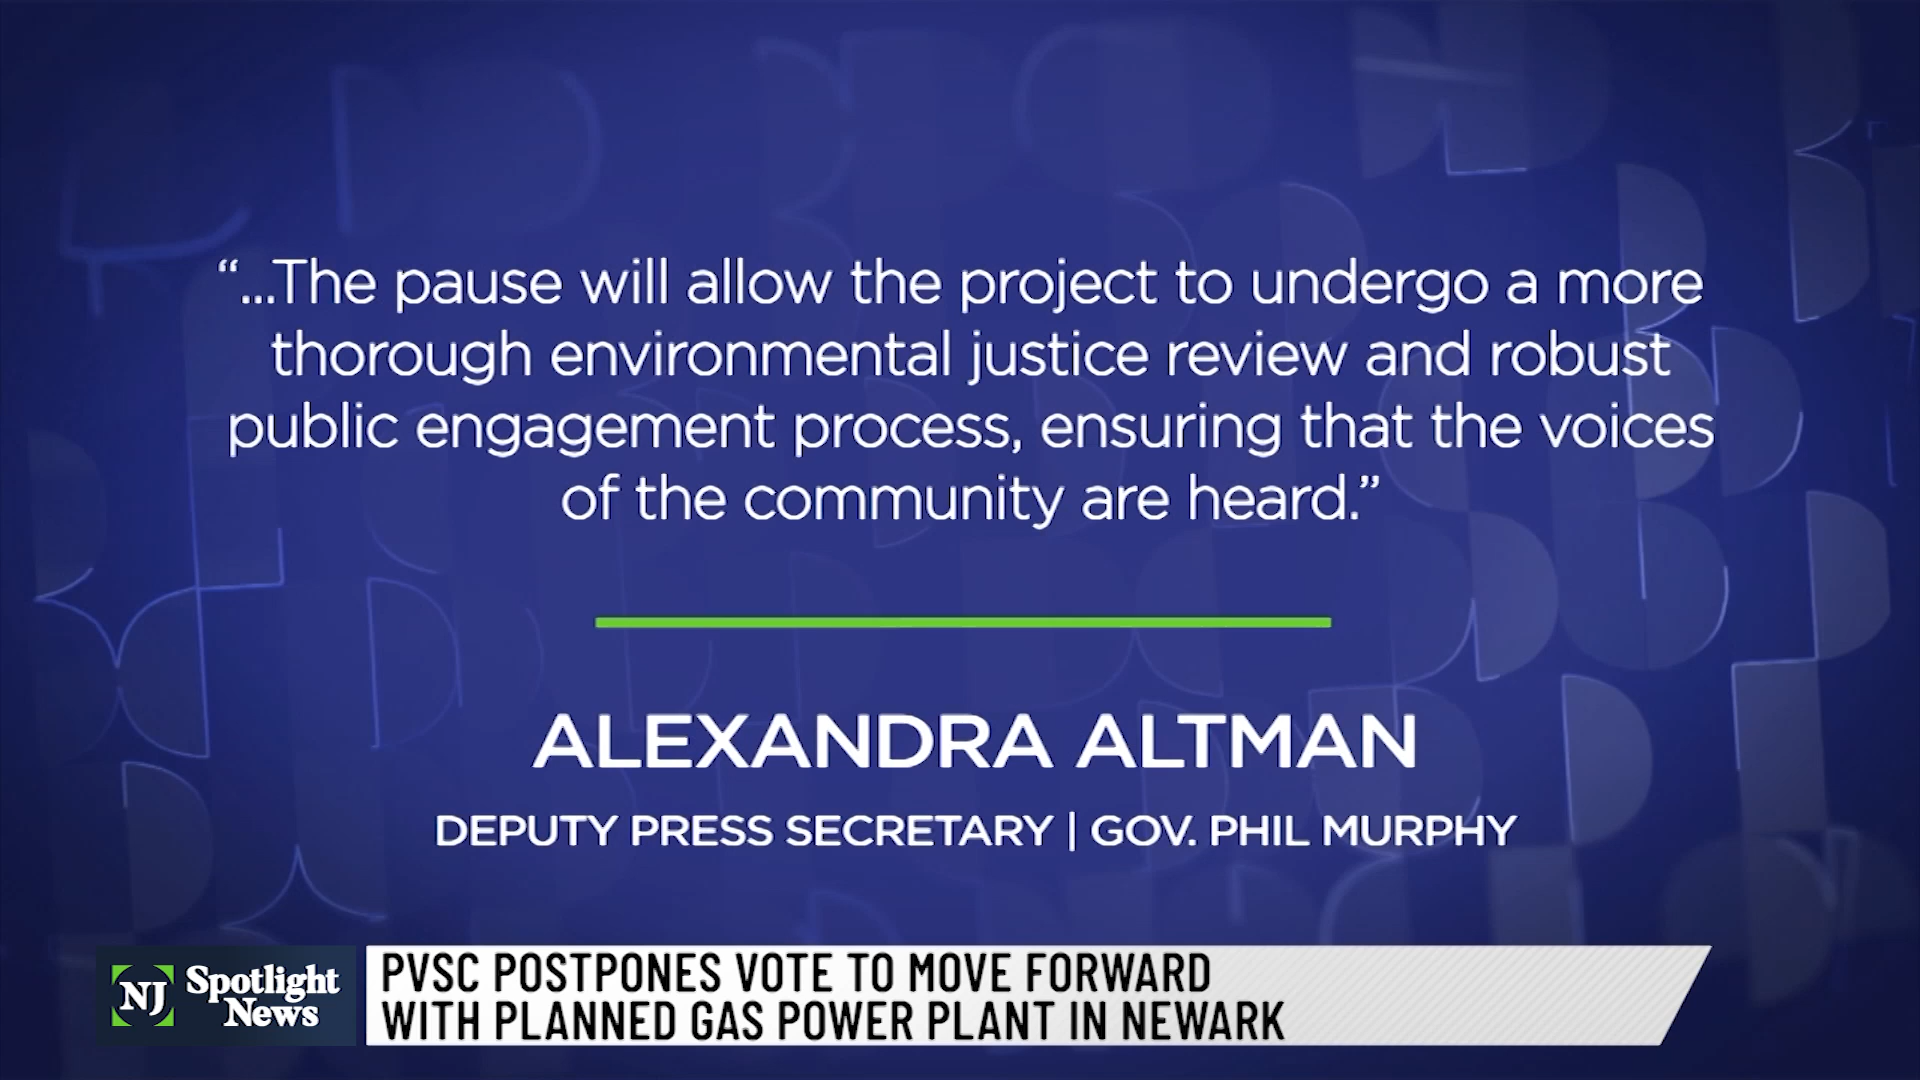 “...The pause will allow the project to undergo a more
thorough environmental justice review and robust
public engagement process, ensuring that the voices
of the community are heard.”
ALEXANDRA ALTMAN
DEPUTY PRESS SECRETARY | GOV. PHIL MURPHY
NJ Spotlight
News
PVSC POSTPONES VOTE TO MOVE FORWARD
WITH PLANNED GAS POWER PLANT IN NEWARK